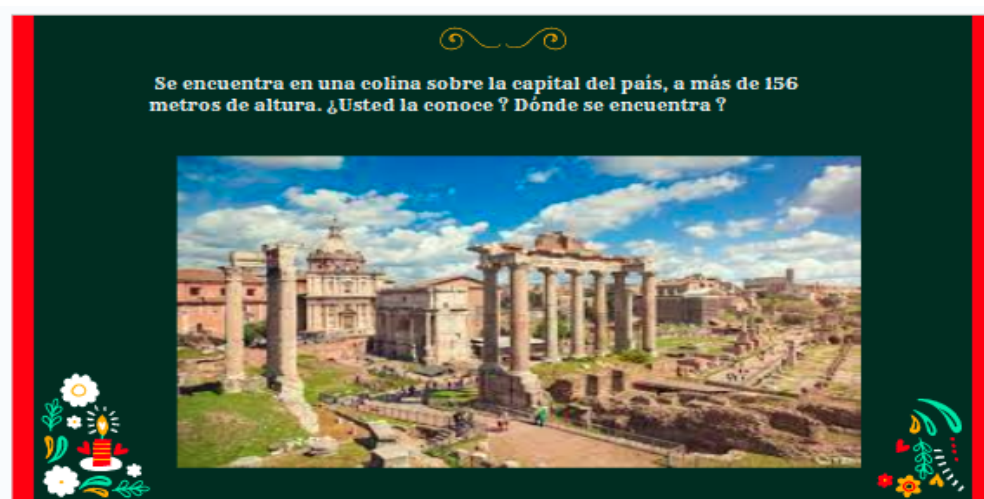 Se encuentra en una colina sobre la capital del país, a más de 156
metros de altura. ¿Usted la conoce ? Dónde se encuentra ?